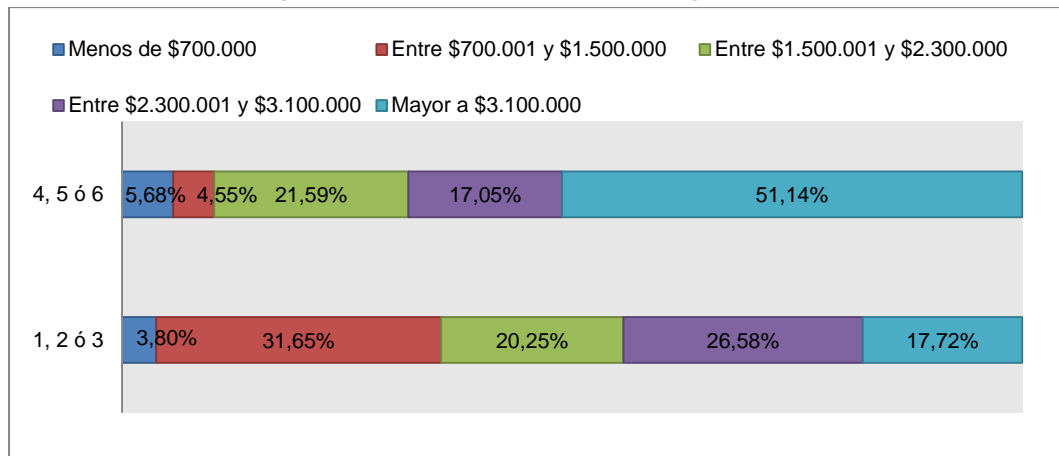 Menos de $700.000 Entre $700.001 y $1.500.000 Entre $1.500.001 y $2.300.000
Entre $2.300.001 y $3.100.000 Mayor a $3.100.000
4, 5 ó 6 5,68% 4,55% 21,59% 17,05% 51,14%
1, 2 ó 3 3,80% 31,65% 20,25% 26,58% 17,72%